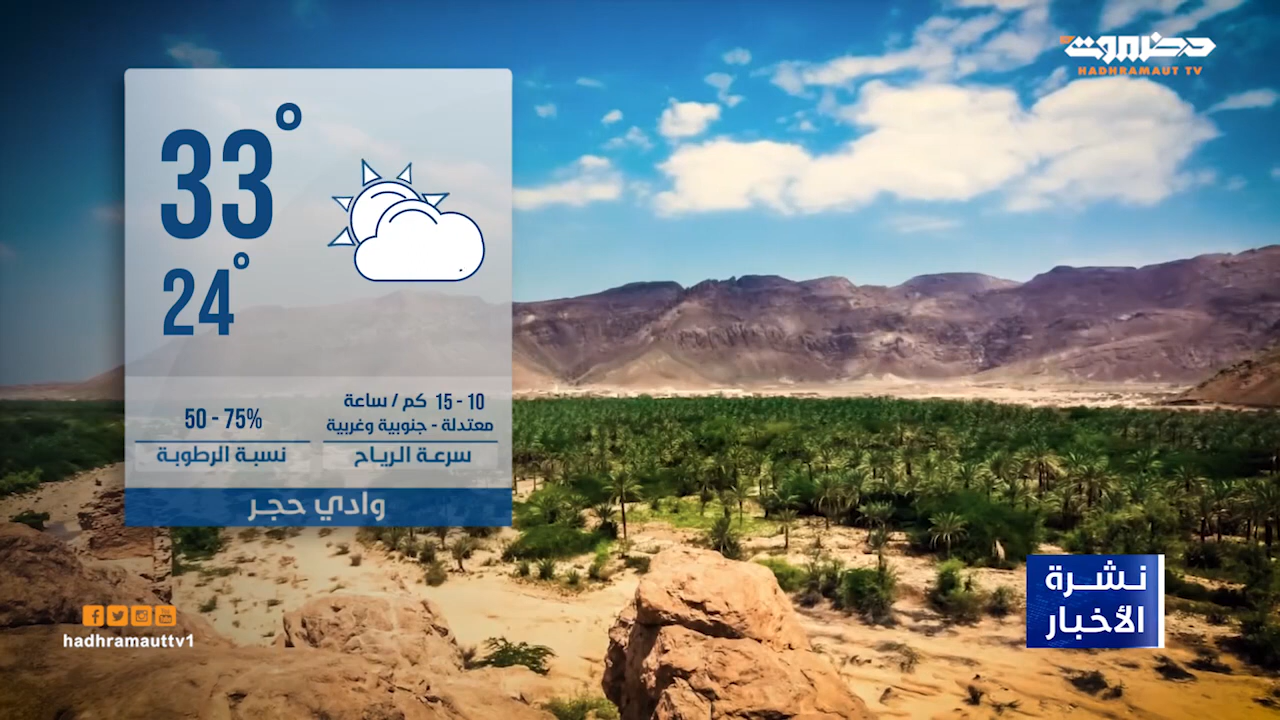 حضرموت
HADHRAMAUT TV
33°
24°
10 - 15 كم / ساعة
معتدلة - جنوبية وغربية
سرعة الرياح
50 - 75%
نسبة الرطوبة
وادي حجر
نشرة
الأخبار
hadhramauttv1